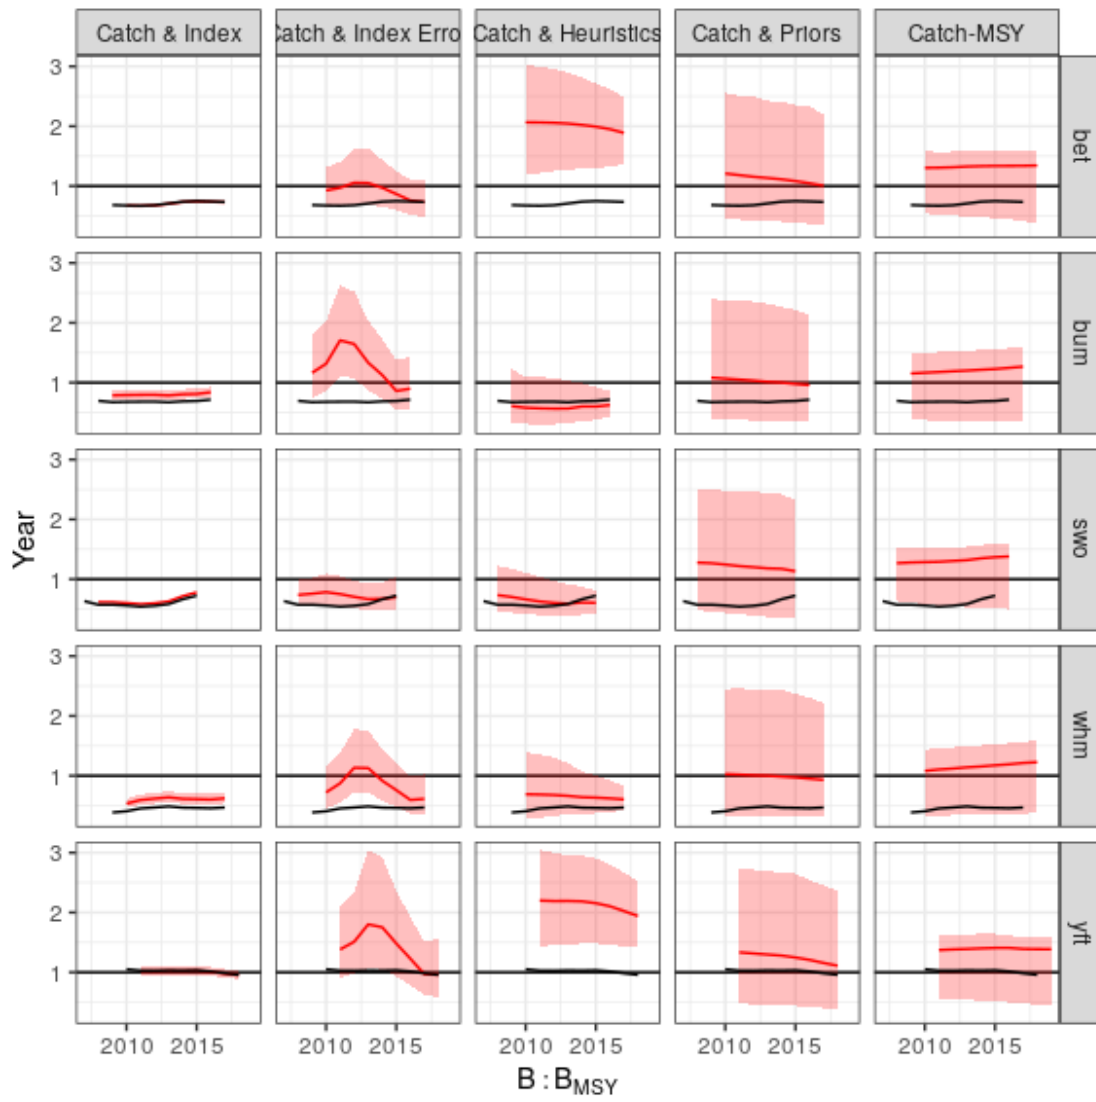 Catch & Index
Catch & Index Erro
Catch & Heuristics
Catch & Priors
Catch-MSY
3
2
1
bet
3
2
1
bum
Year
3
2
1
swo
3
2
1
whm
3
2
1
yft
2010 2015
2010 2015
2010 2015
2010 2015
2010 2015
B : BMSY